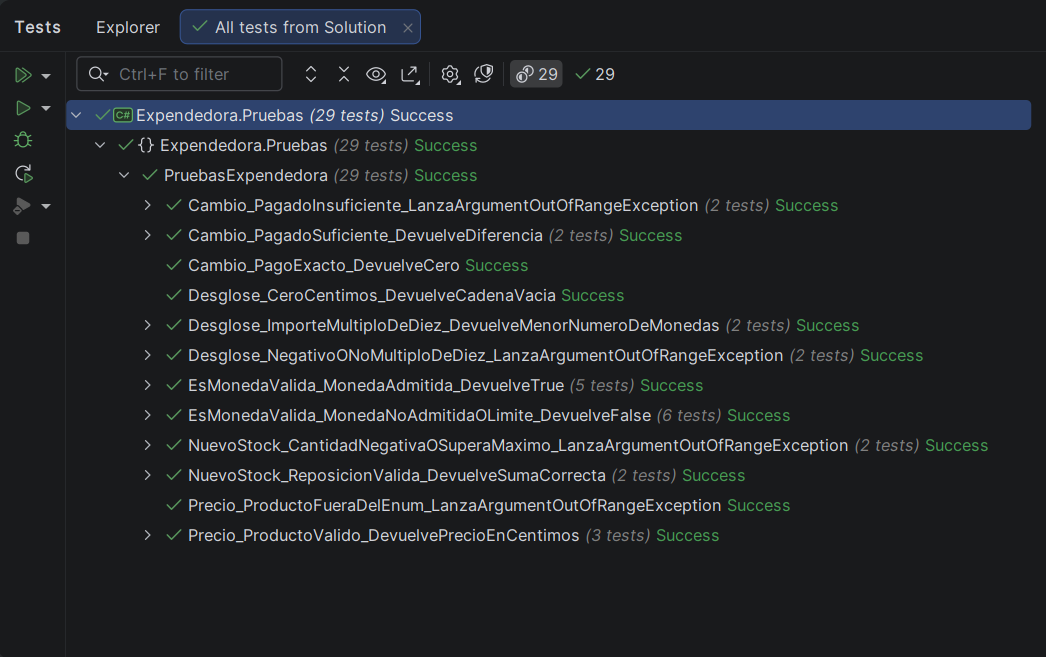 Tests Explorer All tests from Solution
Ctrl+F to filter 29 29
C# Expendedora.Pruebas (29 tests) Success
{} Expendedora.Pruebas (29 tests) Success
PruebasExpendedora (29 tests) Success
Cambio_PagadoInsuficiente_LanzaArgumentOutOfRangeException (2 tests) Success
Cambio_PagadoSuficiente_DevuelveDiferencia (2 tests) Success
Cambio_PagoExacto_DevuelveCero Success
Desglose_CeroCentimos_DevuelveCadenaVacia Success
Desglose_ImporteMultiploDeDiez_DevuelveMenorNumeroDeMonedas (2 tests) Success
Desglose_NegativoONoMultiploDeDiez_LanzaArgumentOutOfRangeException (2 tests) Success
EsMonedaValida_MonedaAdmitida_DevuelveTrue (5 tests) Success
EsMonedaValida_MonedaNoAdmitidaOLimite_DevuelveFalse (6 tests) Success
NuevoStock_CantidadNegativaOSuperaMaximo_LanzaArgumentOutOfRangeException (2 tests) Success
NuevoStock_ReposicionValida_DevuelveSumaCorrecta (2 tests) Success
Precio_ProductoFueraDelEnum_LanzaArgumentOutOfRangeException Success
Precio_ProductoValido_DevuelvePrecioEnCentimos (3 tests) Success